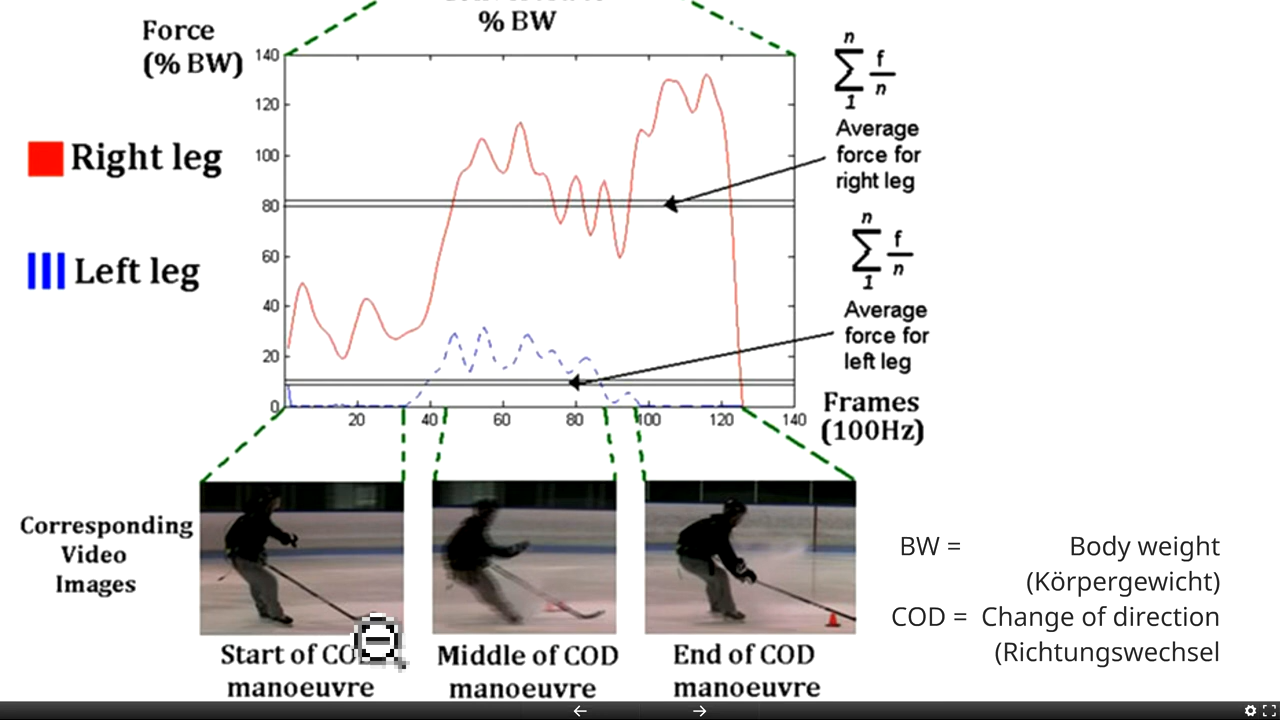 % BW
Force
(% BW)
140
120
100
80
60
40
20
0
20
40
60
80
100
120
140
Right leg
Left leg
n
∑ f/n
1
Average
force for
right leg
n
∑ f/n
1
Average
force for
left leg
Frames
(100Hz)
Corresponding
Video
Images
Start of CO
manoeuvre
Middle of COD
manoeuvre
End of COD
manoeuvre
BW = Body weight
(Körpergewicht)
COD = Change of direction
(Richtungswechsel